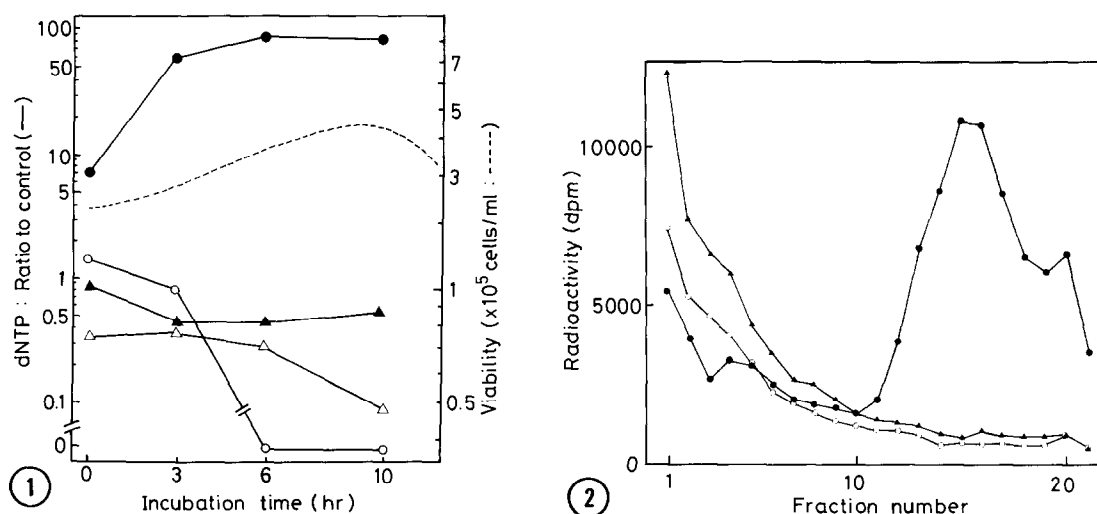 100
50
10
5
1
0.5
0.1
0
dNTP : Ratio to control (—)
7
5
3
1
0.5
Viability (×10⁵ cells/ml : -----)
0 3 6 10
Incubation time (hr)
1
10000
5000
0
Radioactivity (dpm)
1 10 20
Fraction number
2